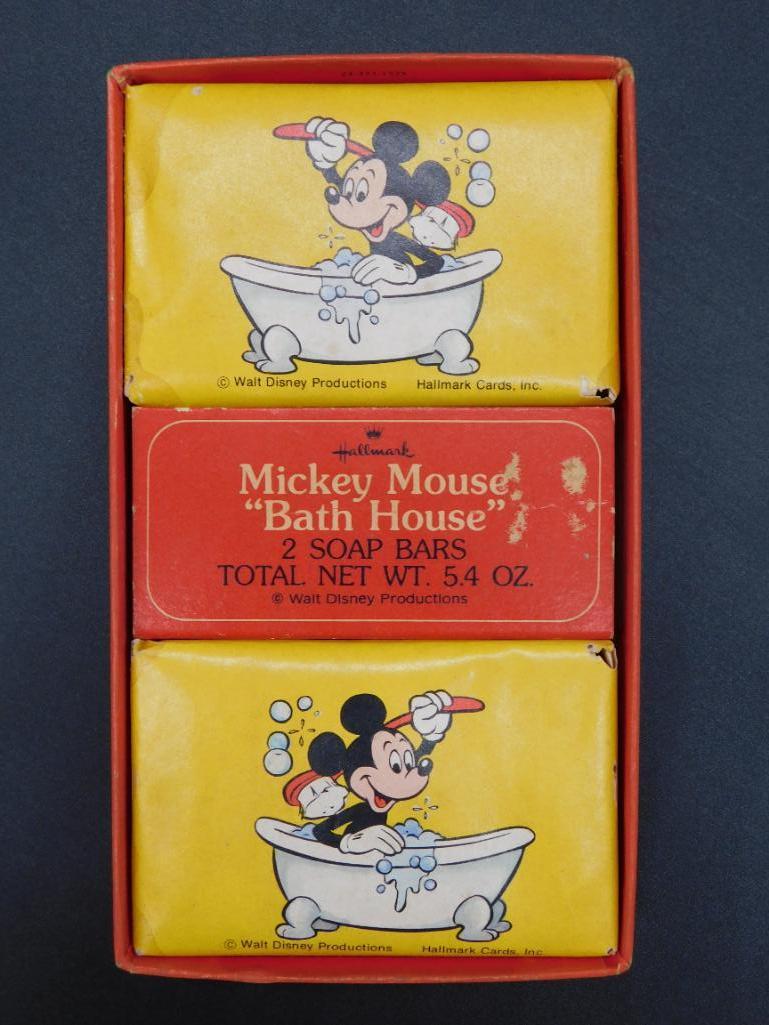 © Walt Disney Productions Hallmark Cards, Inc.
Hallmark
Mickey Mouse
“Bath House”
2 SOAP BARS
TOTAL NET WT. 5.4 OZ.
© Walt Disney Productions
© Walt Disney Productions Hallmark Cards, Inc.